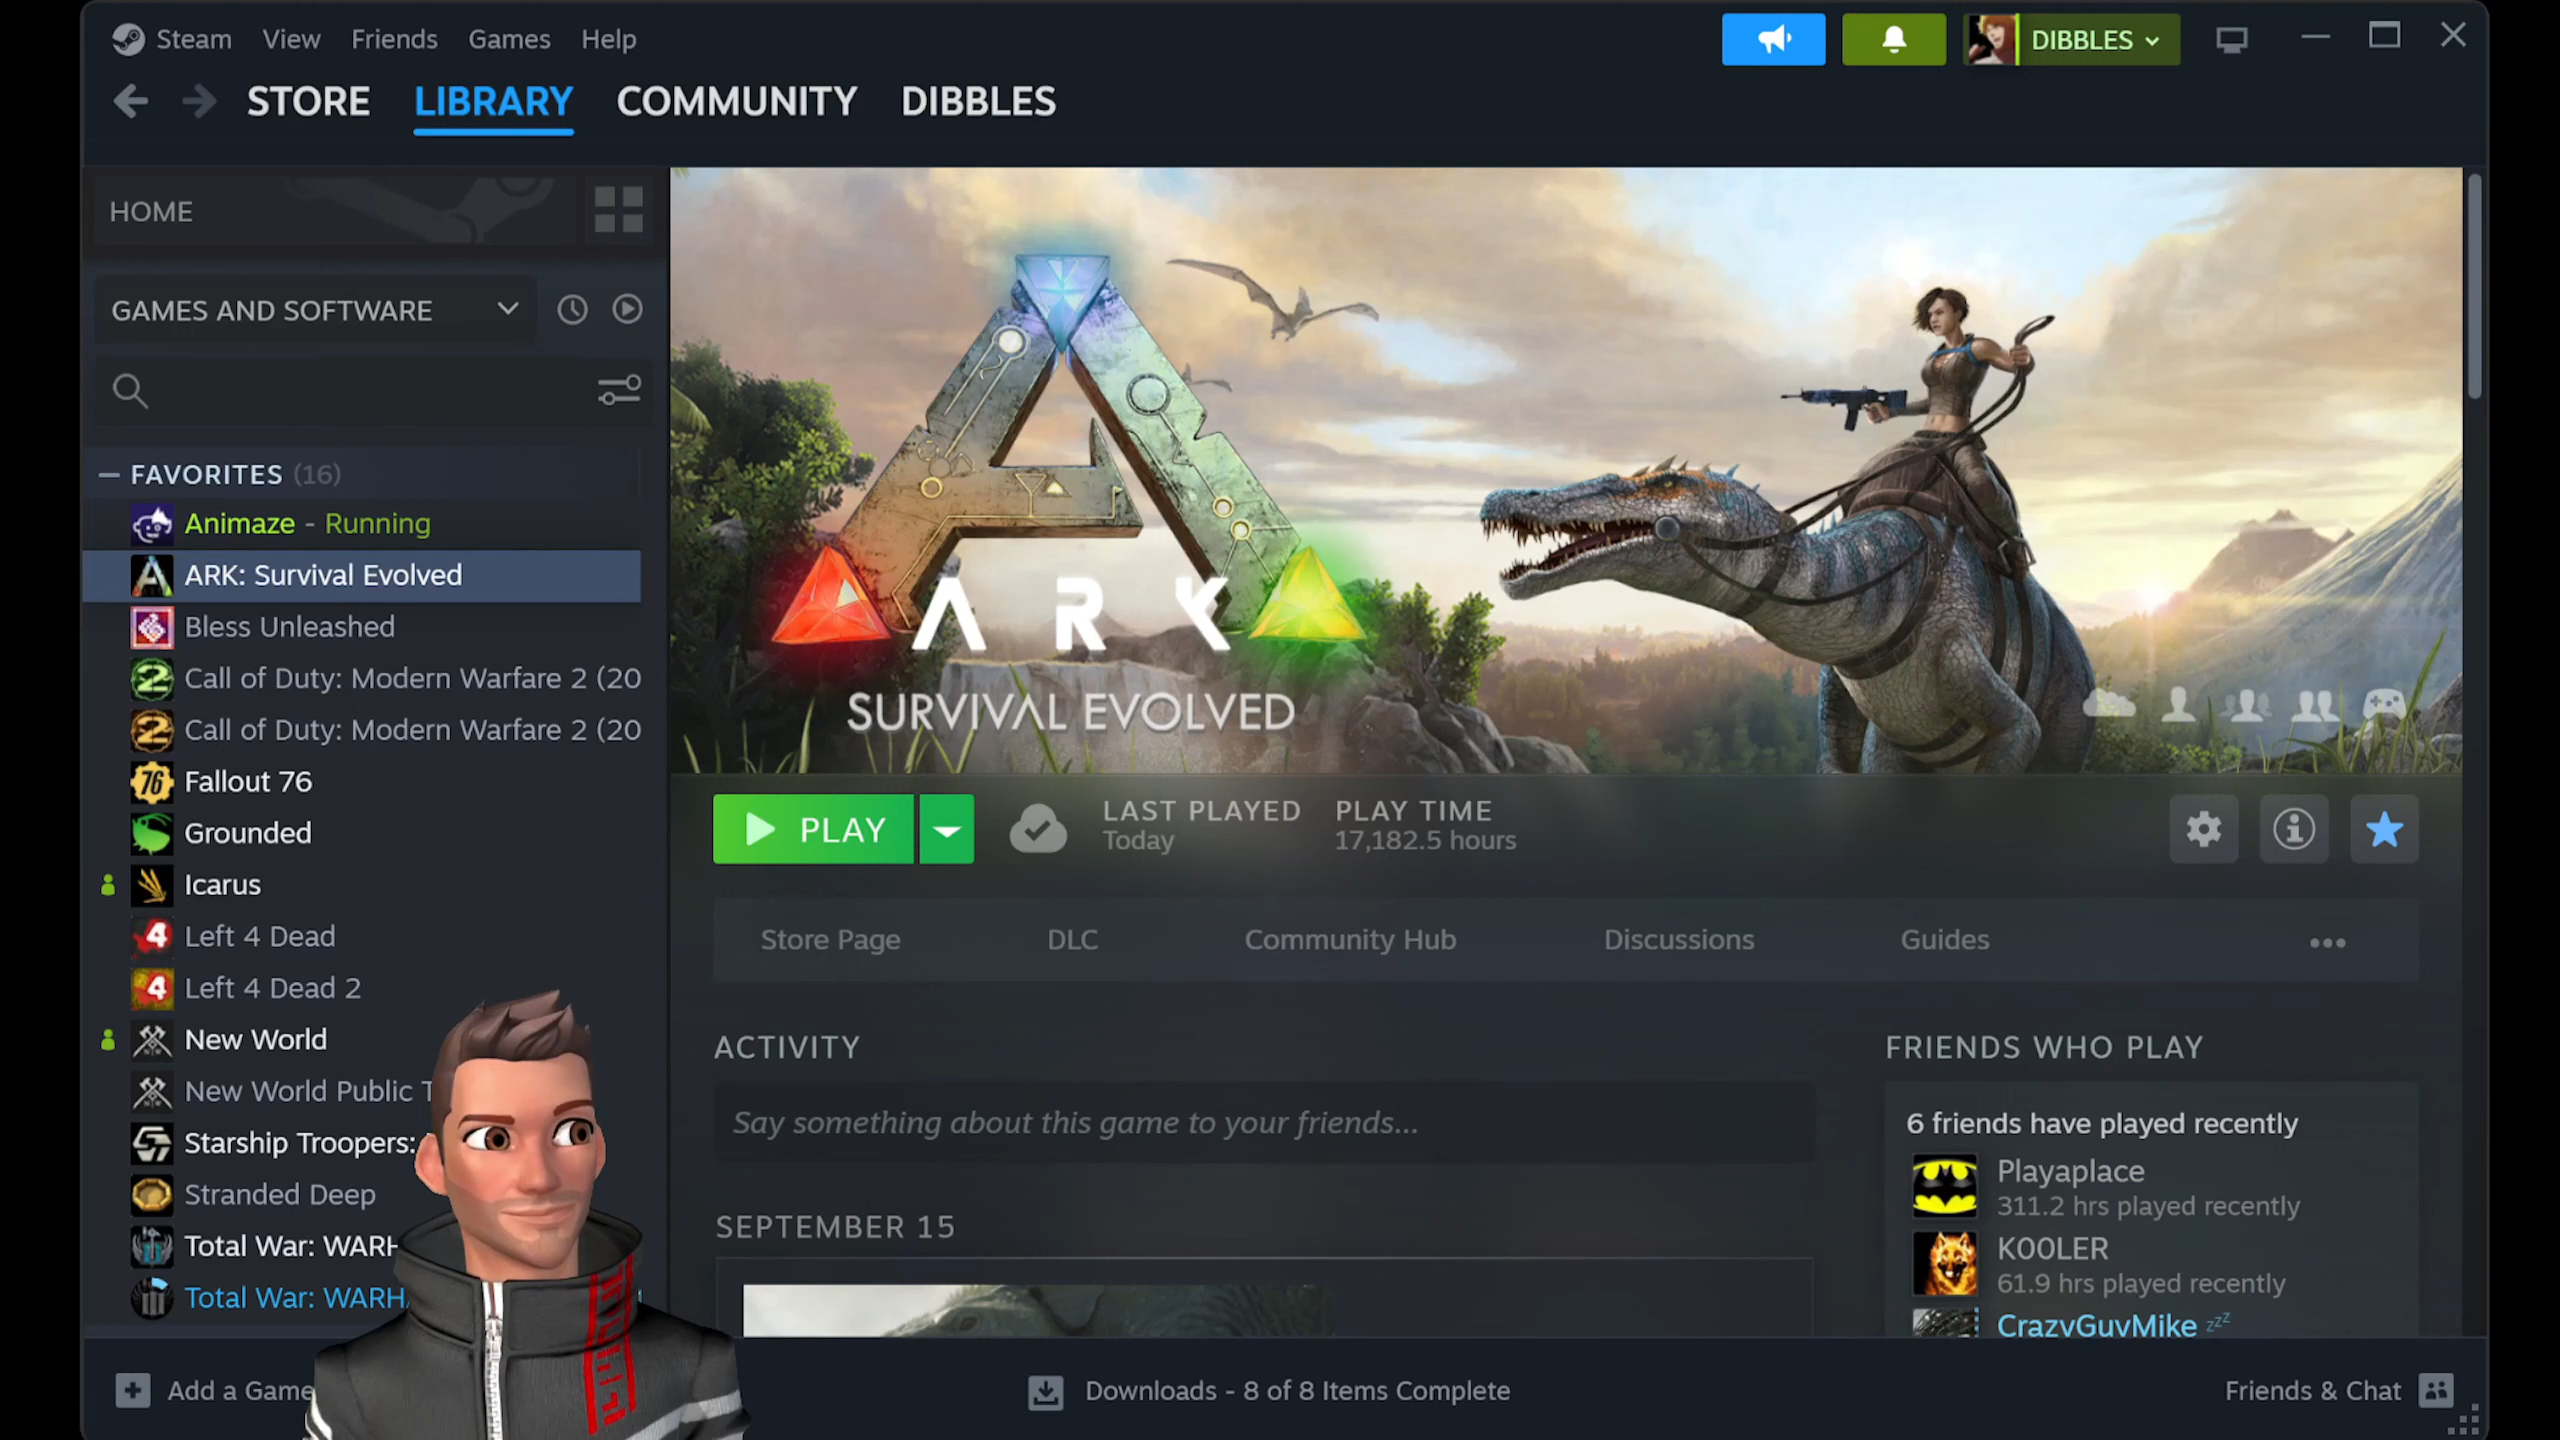 Steam View Friends Games Help
DIBBLES
STORE LIBRARY COMMUNITY DIBBLES
HOME
GAMES AND SOFTWARE
FAVORITES (16)
Animaze - Running
ARK: Survival Evolved
Bless Unleashed
Call of Duty: Modern Warfare 2 (20
Call of Duty: Modern Warfare 2 (20
Fallout 76
Grounded
Icarus
Left 4 Dead
Left 4 Dead 2
New World
New World Public T
Starship Troopers:
Stranded Deep
Total War: WARH
Total War: WARH
Add a Game
ARK
SURVIVAL EVOLVED
PLAY
LAST PLAYED
Today
PLAY TIME
17,182.5 hours
Store Page DLC Community Hub Discussions Guides
ACTIVITY
Say something about this game to your friends...
SEPTEMBER 15
FRIENDS WHO PLAY
6 friends have played recently
Playaplace
311.2 hrs played recently
K00LER
61.9 hrs played recently
CrazyGuyMike zzz
Downloads - 8 of 8 Items Complete
Friends & Chat